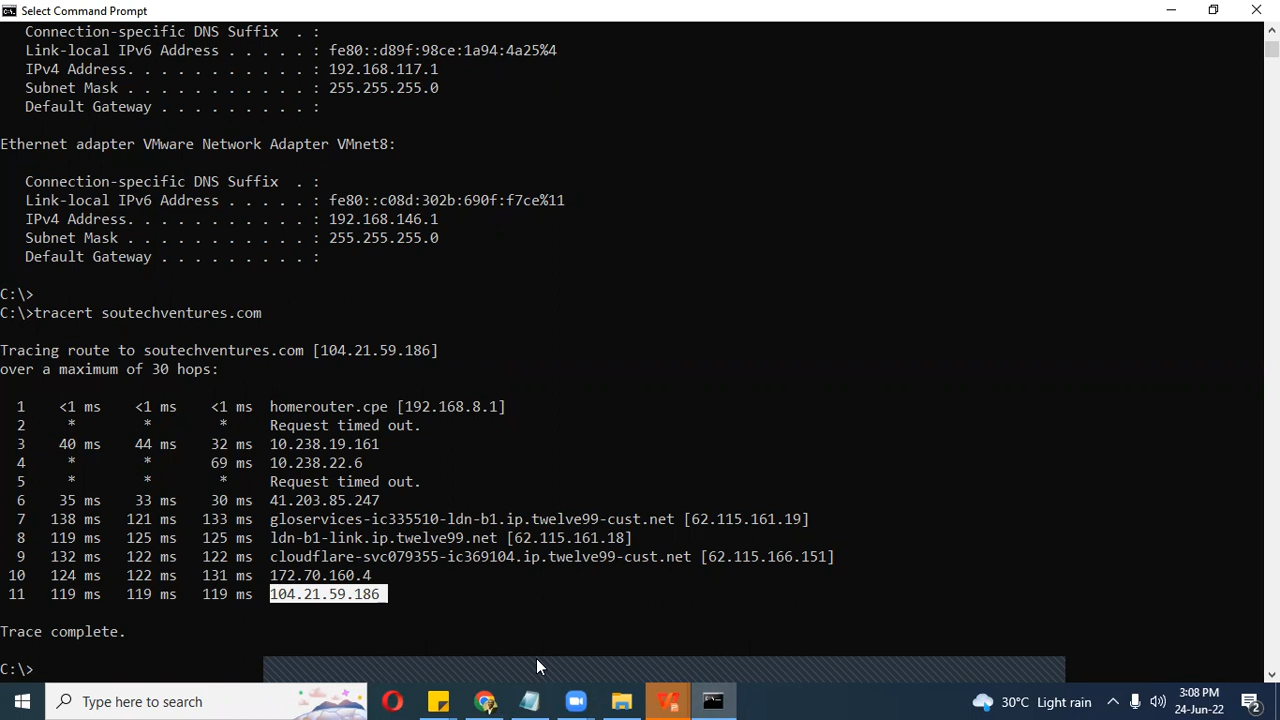 Select Command Prompt
Connection-specific DNS Suffix . :
Link-local IPv6 Address . . . . . : fe80::d89f:98ce:1a94:4a25%4
IPv4 Address. . . . . . . . . . . : 192.168.117.1
Subnet Mask . . . . . . . . . . . : 255.255.255.0
Default Gateway . . . . . . . . . :
Ethernet adapter VMware Network Adapter VMnet8:
Connection-specific DNS Suffix . :
Link-local IPv6 Address . . . . . : fe80::c08d:302b:690f:f7ce%11
IPv4 Address. . . . . . . . . . . : 192.168.146.1
Subnet Mask . . . . . . . . . . . : 255.255.255.0
Default Gateway . . . . . . . . . :
C:\>
C:\>tracert soutechventures.com
Tracing route to soutechventures.com [104.21.59.186]
over a maximum of 30 hops:
1 <1 ms <1 ms <1 ms homerouter.cpe [192.168.8.1]
2 * * * Request timed out.
3 40 ms 44 ms 32 ms 10.238.19.161
4 * * 69 ms 10.238.22.6
5 * * * Request timed out.
6 35 ms 33 ms 30 ms 41.203.85.247
7 138 ms 121 ms 133 ms gloservices-ic335510-ldn-b1.ip.twelve99-cust.net [62.115.161.19]
8 119 ms 125 ms 125 ms ldn-b1-link.ip.twelve99.net [62.115.161.18]
9 132 ms 122 ms 122 ms cloudflare-svc079355-ic369104.ip.twelve99-cust.net [62.115.166.151]
10 124 ms 122 ms 131 ms 172.70.160.4
11 119 ms 119 ms 119 ms 104.21.59.186
Trace complete.
C:\>
Type here to search
30°C Light rain
3:08 PM
24-Jun-22
2